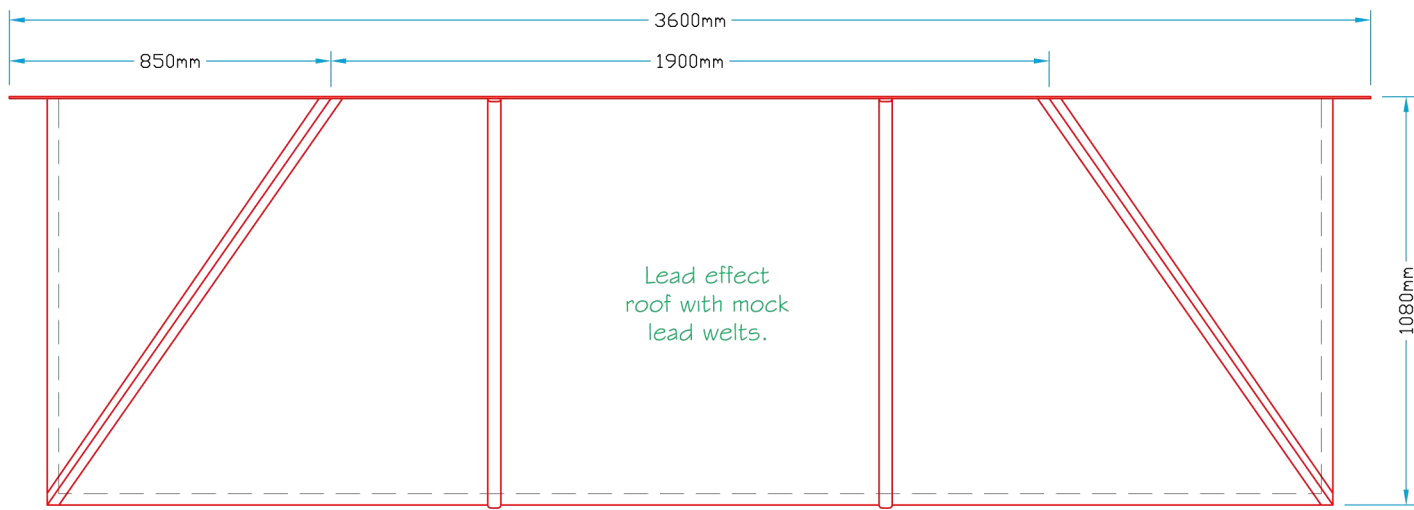 3600mm
850mm
1900mm
Lead effect
roof with mock
lead welts.
1080mm